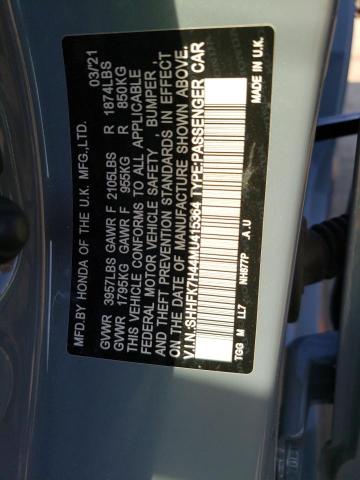 MFD.BY HONDA OF THE U.K. MFG.,LTD. 03/21
GVWR 3957LBS GAWR F 2105LBS R 1874LBS
GVWR 1795KG GAWR F 955KG R 850KG
THIS VEHICLE CONFORMS TO ALL APPLICABLE
FEDERAL MOTOR VEHICLE SAFETY, BUMPER ,
AND THEFT PREVENTION STANDARDS IN EFFECT
ON THE DATE OF MANUFACTURE SHOWN ABOVE.
V.I.N.:SHHFK7H44MU415364 TYPE:PASSENGER CAR
TGG M LL7 NH877P A.U
MADE IN U.K.